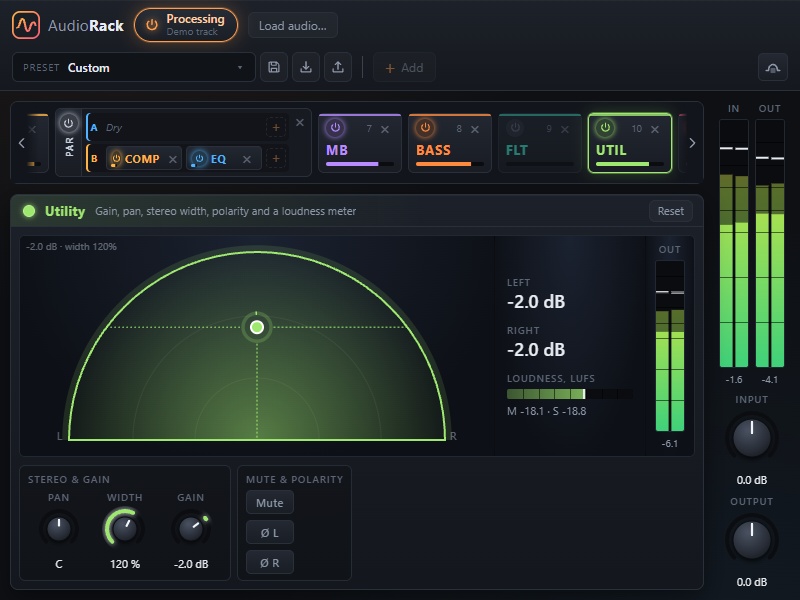 AudioRack
Processing
Demo track
Load audio...
PRESET Custom
+ Add
IN OUT
PAR
A Dry +
B COMP EQ +
MB 7
BASS 8
FLT 9
UTIL 10
Utility Gain, pan, stereo width, polarity and a loudness meter
Reset
-2.0 dB · width 120%
OUT
LEFT
-2.0 dB
RIGHT
-2.0 dB
LOUDNESS, LUFS
M -18.1 · S -18.8
L R
-6.1
-1.6 -4.1
INPUT
0.0 dB
OUTPUT
0.0 dB
STEREO & GAIN
PAN WIDTH GAIN
C 120 % -2.0 dB
MUTE & POLARITY
Mute
Ø L
Ø R